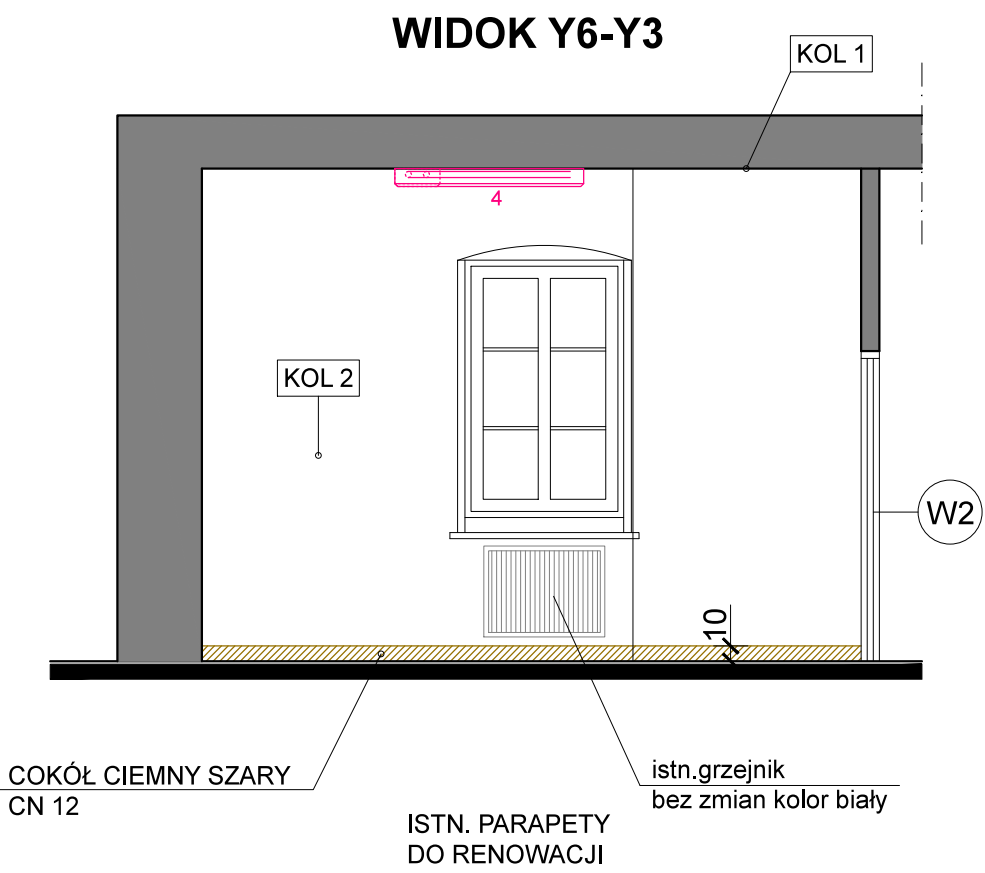 WIDOK Y6-Y3
KOL 1
4
KOL 2
W2
10
COKÓŁ CIEMNY SZARY
CN 12
istn.grzejnik
bez zmian kolor biały
ISTN. PARAPETY
DO RENOWACJI